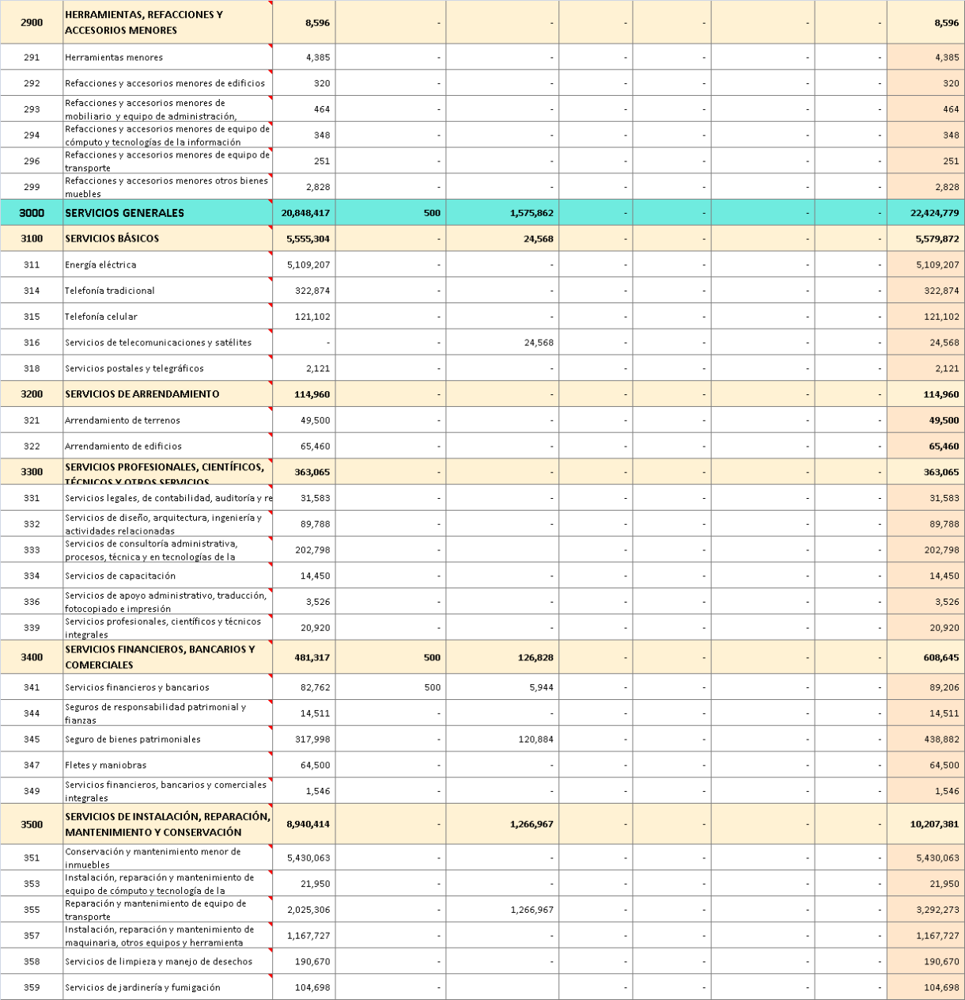 2900 HERRAMIENTAS, REFACCIONES Y ACCESORIOS MENORES 8,596 - - - - - - 8,596
291 Herramientas menores 4,385 - - - - - - 4,385
292 Refacciones y accesorios menores de edificios 320 - - - - - - 320
293 Refacciones y accesorios menores de mobiliario y equipo de administración, 464 - - - - - - 464
294 Refacciones y accesorios menores de equipo de cómputo y tecnologías de la información 348 - - - - - - 348
296 Refacciones y accesorios menores de equipo de transporte 251 - - - - - - 251
299 Refacciones y accesorios menores otros bienes muebles 2,828 - - - - - - 2,828
3000 SERVICIOS GENERALES 20,848,417 500 1,575,862 - - - - 22,424,779
3100 SERVICIOS BÁSICOS 5,555,304 - 24,568 - - - - 5,579,872
311 Energía eléctrica 5,109,207 - - - - - - 5,109,207
314 Telefonía tradicional 322,874 - - - - - - 322,874
315 Telefonía celular 121,102 - - - - - - 121,102
316 Servicios de telecomunicaciones y satélites - - 24,568 - - - - 24,568
318 Servicios postales y telegráficos 2,121 - - - - - - 2,121
3200 SERVICIOS DE ARRENDAMIENTO 114,960 - - - - - - 114,960
321 Arrendamiento de terrenos 49,500 - - - - - - 49,500
322 Arrendamiento de edificios 65,460 - - - - - - 65,460
3300 SERVICIOS PROFESIONALES, CIENTÍFICOS, TÉCNICOS Y OTROS SERVICIOS 363,065 - - - - - - 363,065
331 Servicios legales, de contabilidad, auditoría y re 31,583 - - - - - - 31,583
332 Servicios de diseño, arquitectura, ingeniería y actividades relacionadas 89,788 - - - - - - 89,788
333 Servicios de consultoría administrativa, procesos, técnica y en tecnologías de la 202,798 - - - - - - 202,798
334 Servicios de capacitación 14,450 - - - - - - 14,450
336 Servicios de apoyo administrativo, traducción, fotocopiado e impresión 3,526 - - - - - - 3,526
339 Servicios profesionales, científicos y técnicos integrales 20,920 - - - - - - 20,920
3400 SERVICIOS FINANCIEROS, BANCARIOS Y COMERCIALES 481,317 500 126,828 - - - - 608,645
341 Servicios financieros y bancarios 82,762 500 5,944 - - - - 89,206
344 Seguros de responsabilidad patrimonial y fianzas 14,511 - - - - - - 14,511
345 Seguro de bienes patrimoniales 317,998 - 120,884 - - - - 438,882
347 Fletes y maniobras 64,500 - - - - - - 64,500
349 Servicios financieros, bancarios y comerciales integrales 1,546 - - - - - - 1,546
3500 SERVICIOS DE INSTALACIÓN, REPARACIÓN, MANTENIMIENTO Y CONSERVACIÓN 8,940,414 - 1,266,967 - - - - 10,207,381
351 Conservación y mantenimiento menor de inmuebles 5,430,063 - - - - - - 5,430,063
353 Instalación, reparación y mantenimiento de equipo de cómputo y tecnología de la 21,950 - - - - - - 21,950
355 Reparación y mantenimiento de equipo de transporte 2,025,306 - 1,266,967 - - - - 3,292,273
357 Instalación, reparación y mantenimiento de maquinaria, otros equipos y herramienta 1,167,727 - - - - - - 1,167,727
358 Servicios de limpieza y manejo de desechos 190,670 - - - - - - 190,670
359 Servicios de jardinería y fumigación 104,698 - - - - - - 104,698